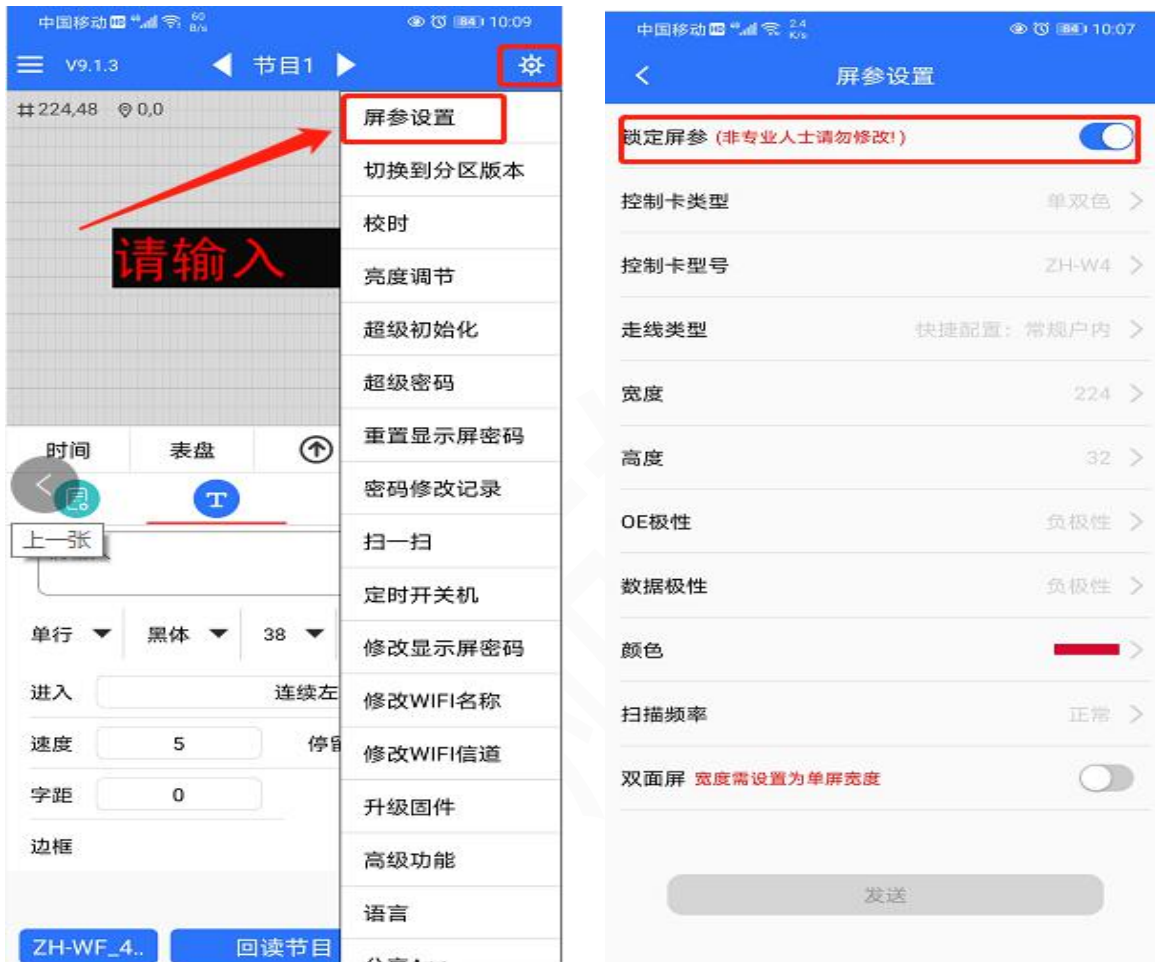 中国移动 HD 46 60 B/s 84 10:09
V9.1.3 节目1
224,48 0,0
请输入
屏参设置
切换到分区版本
校时
亮度调节
超级初始化
超级密码
重置显示屏密码
密码修改记录
扫一扫
定时开关机
修改显示屏密码
修改WIFI名称
修改WIFI信道
升级固件
高级功能
语言
时间 表盘
T
上一张
单行 黑体 38
进入 连续左
速度 5 停留
字距 0
边框
ZH-WF_4.. 回读节目
中国移动 HD 46 2.4 K/s 84 10:07
屏参设置
锁定屏参 (非专业人士请勿修改!)
控制卡类型 单双色
控制卡型号 ZH-W4
走线类型 快捷配置：常规户内
宽度 224
高度 32
OE极性 负极性
数据极性 负极性
颜色
扫描频率 正常
双面屏 宽度需设置为单屏宽度
发送